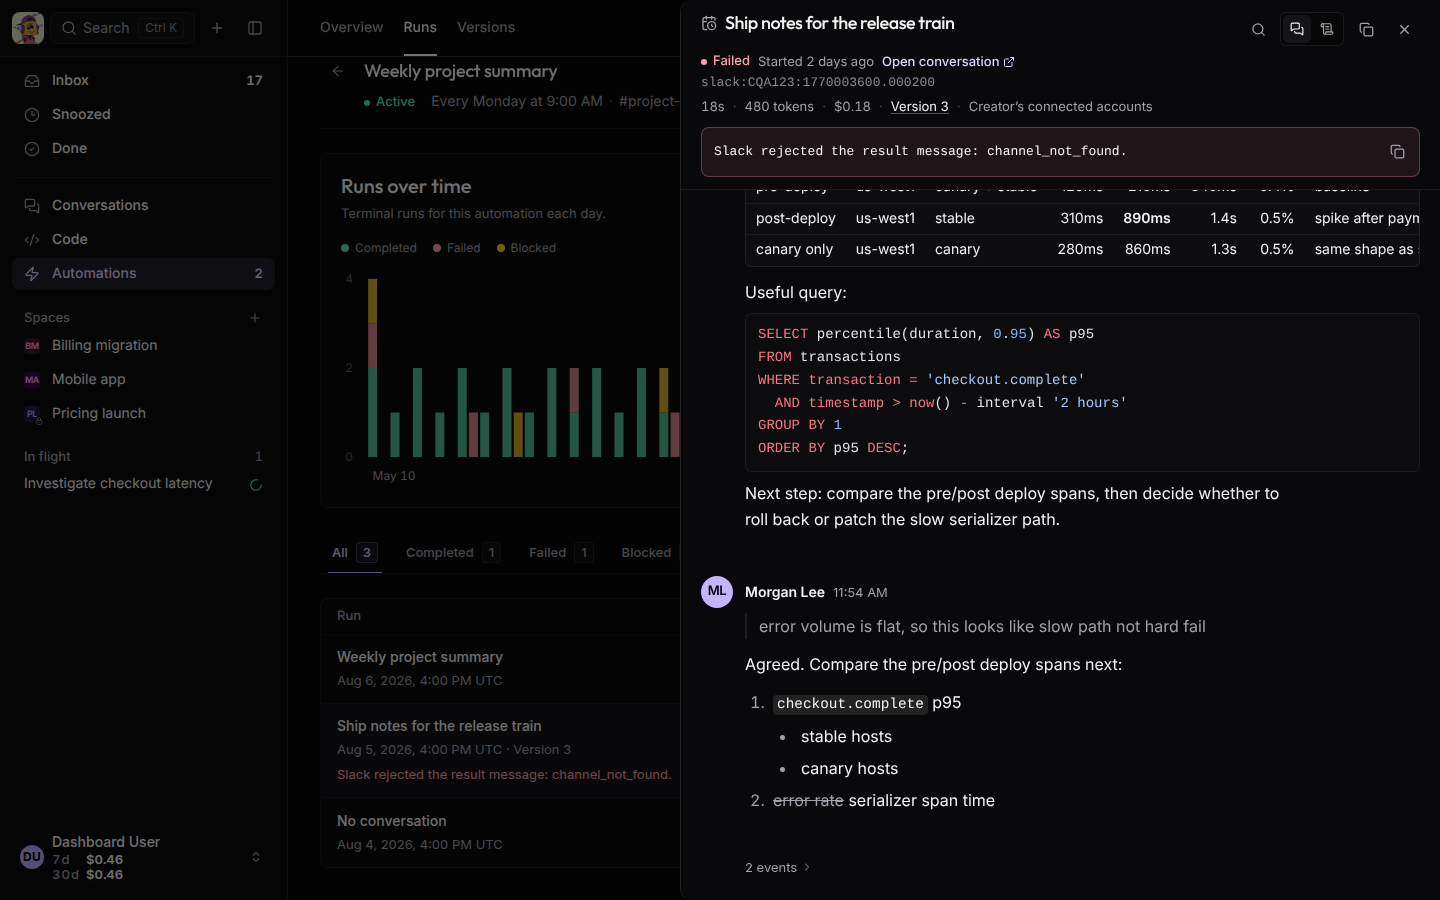 Search Ctrl K
Inbox 17
Snoozed
Done
Conversations
Code
Automations 2
Spaces
BM Billing migration
MA Mobile app
PL Pricing launch
In flight 1
Investigate checkout latency
DU Dashboard User
7d $0.46
30d $0.46
Overview Runs Versions
Weekly project summary
Active Every Monday at 9:00 AM · #project-
Runs over time
Terminal runs for this automation each day.
Completed Failed Blocked
4
2
0
May 10
All 3 Completed 1 Failed 1 Blocked
Run
Weekly project summary
Aug 6, 2026, 4:00 PM UTC
Ship notes for the release train
Aug 5, 2026, 4:00 PM UTC · Version 3
Slack rejected the result message: channel_not_found.
No conversation
Aug 4, 2026, 4:00 PM UTC
Ship notes for the release train
Failed Started 2 days ago Open conversation
slack:CQA123:1770003600.000200
18s · 480 tokens · $0.18 · Version 3 · Creator’s connected accounts
Slack rejected the result message: channel_not_found.
post-deploy us-west1 stable 310ms 890ms 1.4s 0.5% spike after paym
canary only us-west1 canary 280ms 860ms 1.3s 0.5% same shape as
Useful query:
SELECT percentile(duration, 0.95) AS p95
FROM transactions
WHERE transaction = 'checkout.complete'
AND timestamp > now() - interval '2 hours'
GROUP BY 1
ORDER BY p95 DESC;
Next step: compare the pre/post deploy spans, then decide whether to
roll back or patch the slow serializer path.
ML Morgan Lee 11:54 AM
error volume is flat, so this looks like slow path not hard fail
Agreed. Compare the pre/post deploy spans next:
1. checkout.complete p95
• stable hosts
• canary hosts
2. error rate serializer span time
2 events